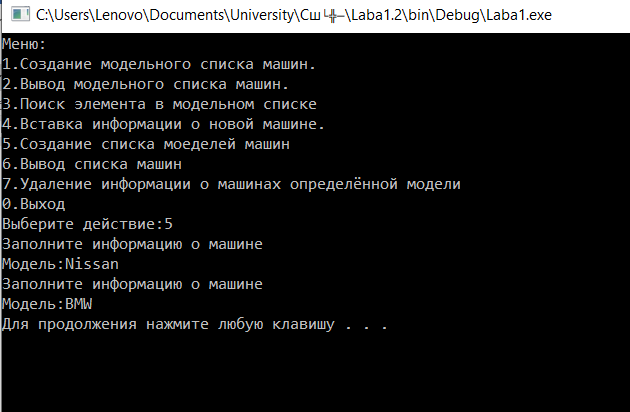 C:\Users\Lenovo\Documents\University\Сш└╬─\Laba1.2\bin\Debug\Laba1.exe
Меню:
1.Создание модельного списка машин.
2.Вывод модельного списка машин.
3.Поиск элемента в модельном списке
4.Вставка информации о новой машине.
5.Создание списка моеделей машин
6.Вывод списка машин
7.Удаление информации о машинах определённой модели
0.Выход
Выберите действие:5
Заполните информацию о машине
Модель:Nissan
Заполните информацию о машине
Модель:BMW
Для продолжения нажмите любую клавишу . . .